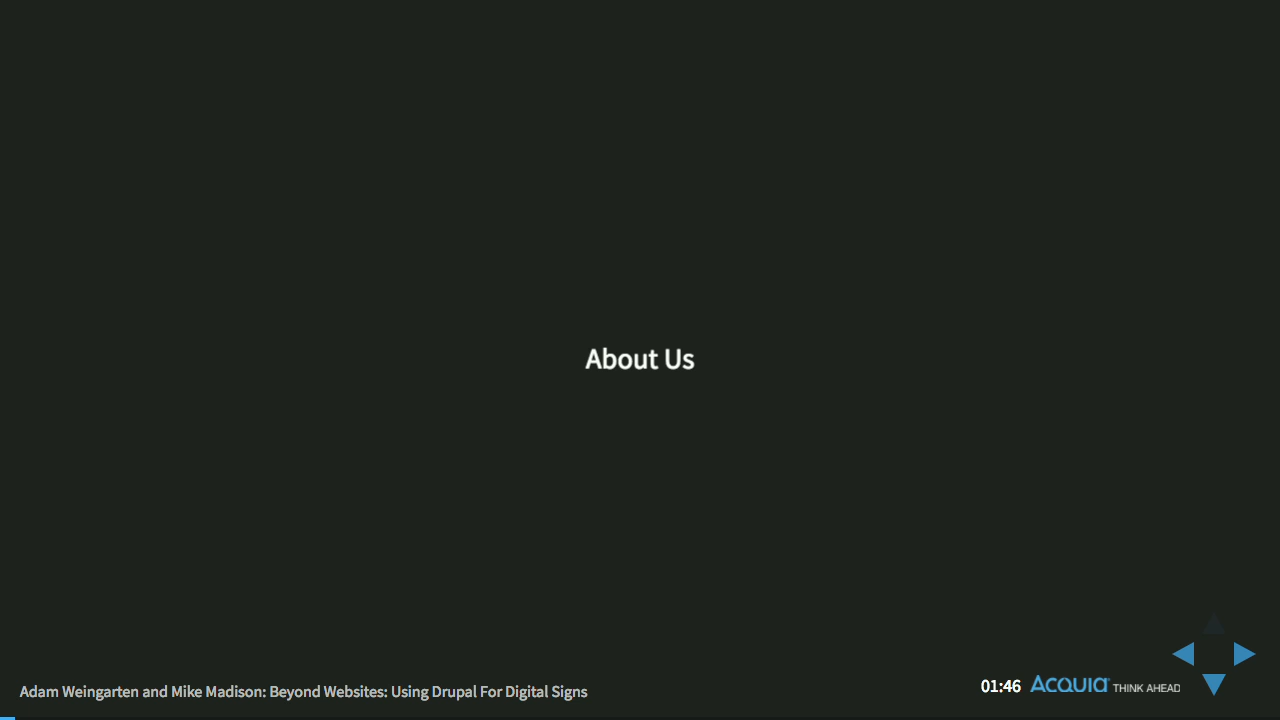 About Us
Adam Weingarten and Mike Madison: Beyond Websites: Using Drupal For Digital Signs
01:46 ACQUIA® THINK AHEAD